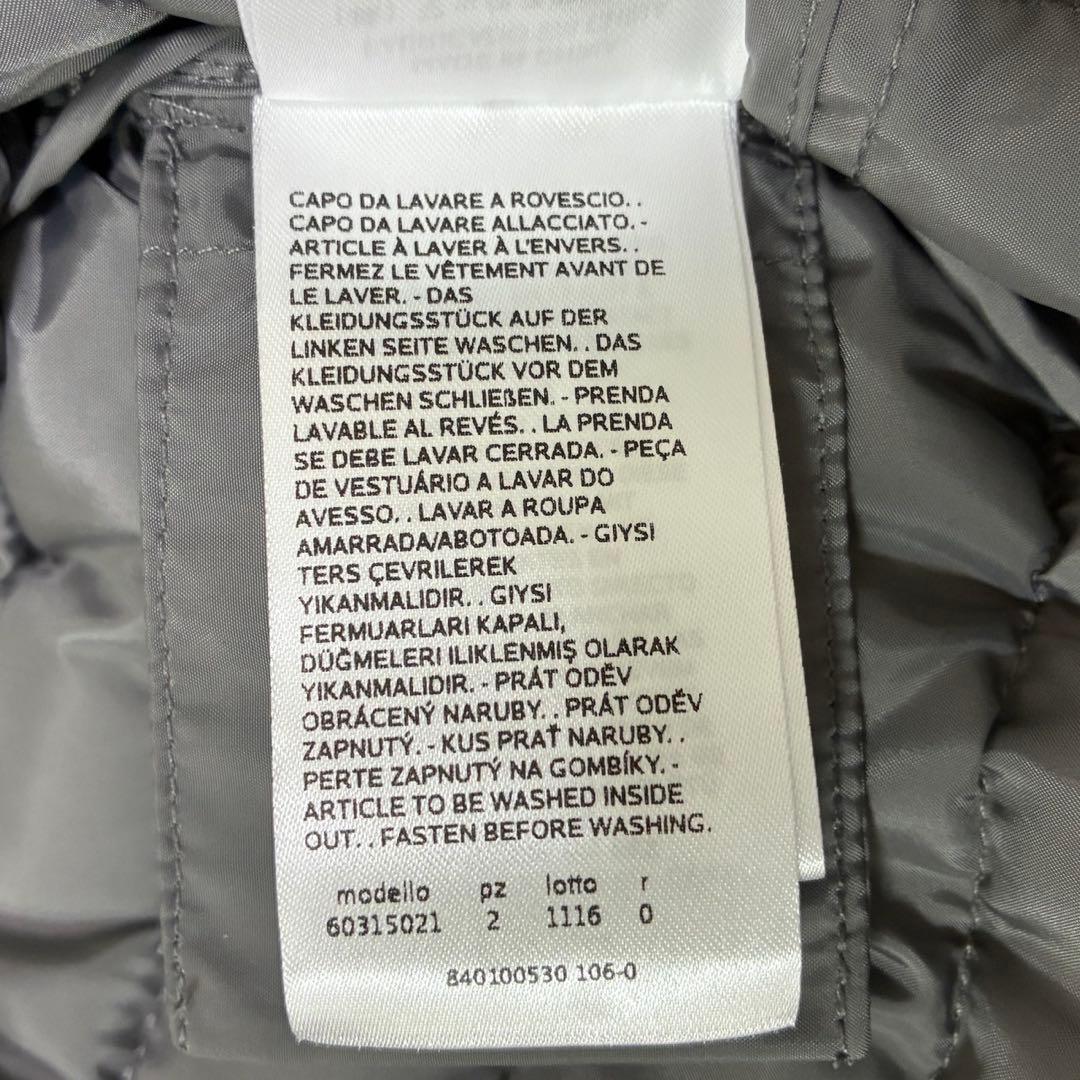 CAPO DA LAVARE A ROVESCIO. .
CAPO DA LAVARE ALLACCIATO. -
ARTICLE À LAVER À L'ENVERS. .
FERMEZ LE VÊTEMENT AVANT DE
LE LAVER. - DAS
KLEIDUNGSSTÜCK AUF DER
LINKEN SEITE WASCHEN. . DAS
KLEIDUNGSSTÜCK VOR DEM
WASCHEN SCHLIEßEN. - PRENDA
LAVABLE AL REVÉS. . LA PRENDA
SE DEBE LAVAR CERRADA. - PEÇA
DE VESTUÁRIO A LAVAR DO
AVESSO. . LAVAR A ROUPA
AMARRADA/ABOTOADA. - GIYSI
TERS ÇEVRILEREK
YIKANMALIDIR. . GIYSI
FERMUARLARI KAPALI,
DÜĞMELERI ILIKLENMIŞ OLARAK
YIKANMALIDIR. - PRÁT ODĚV
OBRÁCENÝ NARUBY. . PRÁT ODĚV
ZAPNUTÝ. - KUS PRAŤ NARUBY. .
PERTE ZAPNUTÝ NA GOMBÍKY. -
ARTICLE TO BE WASHED INSIDE
OUT. . FASTEN BEFORE WASHING.
modello pz lotto r
60315021 2 1116 0
840100530 106-0